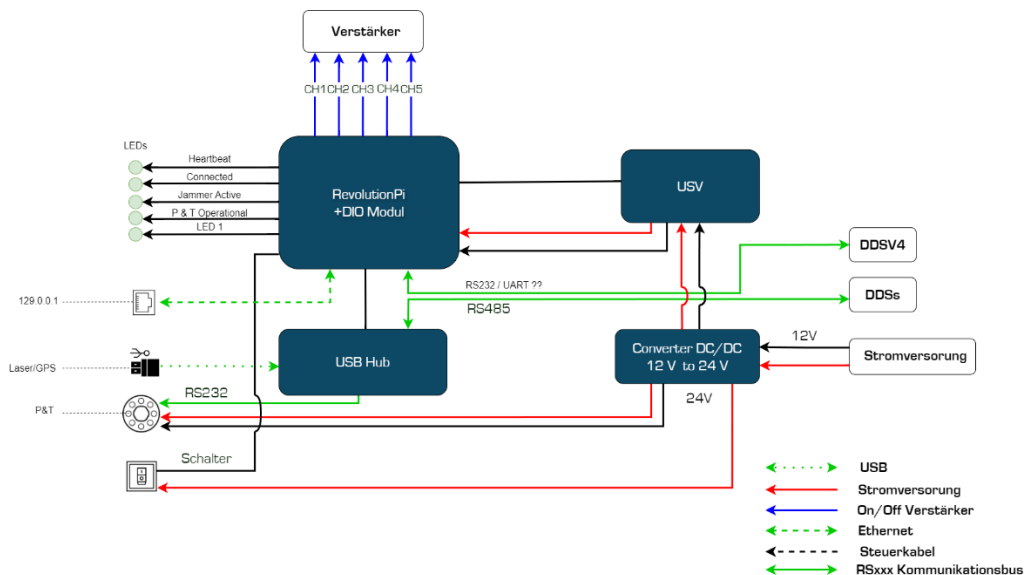 Verstärker
CH1 CH2 CH3 CH4 CH5
LEDs
Heartbeat
Connected
Jammer Active
P & T Operational
LED 1
RevolutionPi
+DIO Modul
USV
DDSV4
RS232 / UART ??
DDSs
RS485
129.0.0.1
USB Hub
Converter DC/DC
12 V to 24 V
12V
Stromversorung
Laser/GPS
RS232
24V
P&T
Schalter
USB
Stromversorung
On/Off Verstärker
Ethernet
Steuerkabel
RSxxx Kommunikationsbus